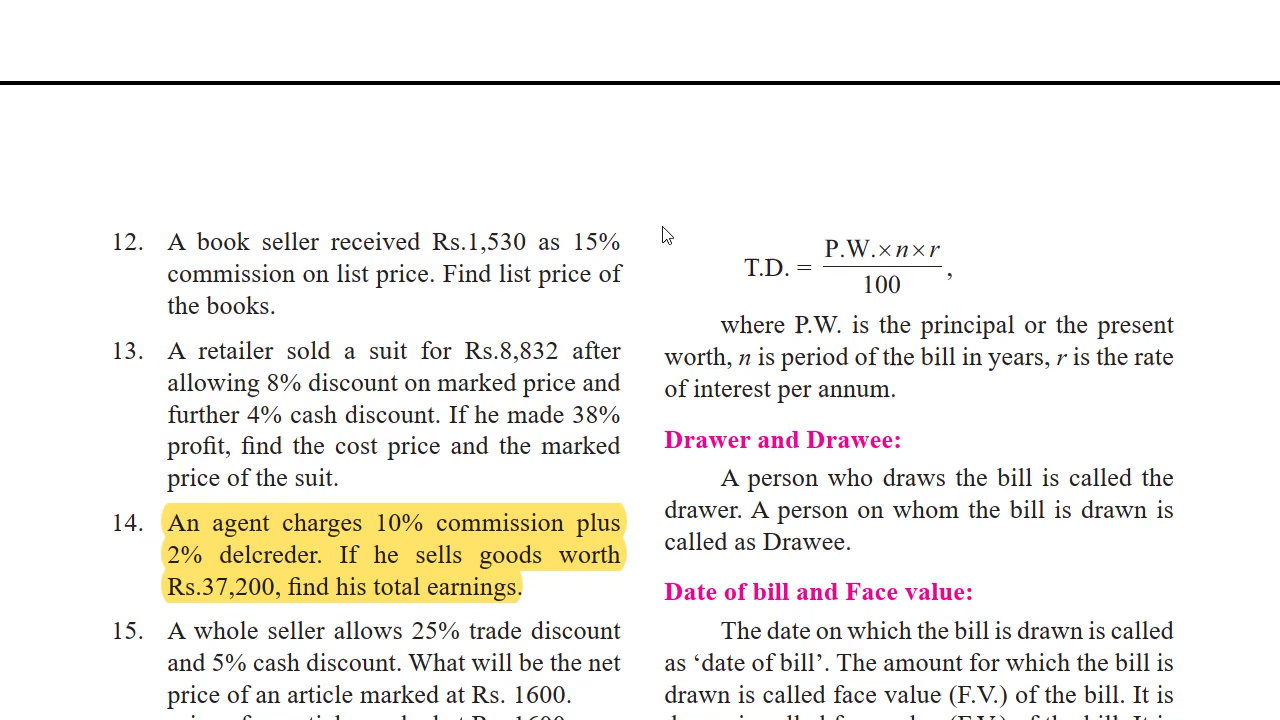 12. A book seller received Rs.1,530 as 15%
commission on list price. Find list price of
the books.
13. A retailer sold a suit for Rs.8,832 after
allowing 8% discount on marked price and
further 4% cash discount. If he made 38%
profit, find the cost price and the marked
price of the suit.
14. An agent charges 10% commission plus
2% delcreder. If he sells goods worth
Rs.37,200, find his total earnings.
15. A whole seller allows 25% trade discount
and 5% cash discount. What will be the net
price of an article marked at Rs. 1600.
T.D. = P.W.×n×r / 100 ,
where P.W. is the principal or the present
worth, n is period of the bill in years, r is the rate
of interest per annum.
Drawer and Drawee:
A person who draws the bill is called the
drawer. A person on whom the bill is drawn is
called as Drawee.
Date of bill and Face value:
The date on which the bill is drawn is called
as ‘date of bill’. The amount for which the bill is
drawn is called face value (F.V.) of the bill. It is